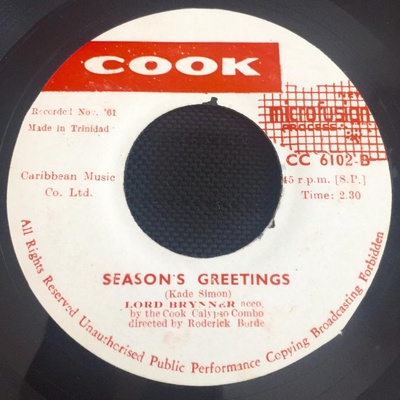 COOK
Recorded Nov. '61
Made in Trinidad
microfusion
PROCESS
CC 6102-B
Caribbean Music
Co. Ltd.
45 r.p.m. [S.P.]
Time: 2.30
SEASON'S GREETINGS
(Kade Simon)
LORD BRYNNER acco,
by the Cook Calypso Combo
directed by Roderick Borde
All Rights Reserved Unauthorised Public Performance Copying Broadcasting Forbidden